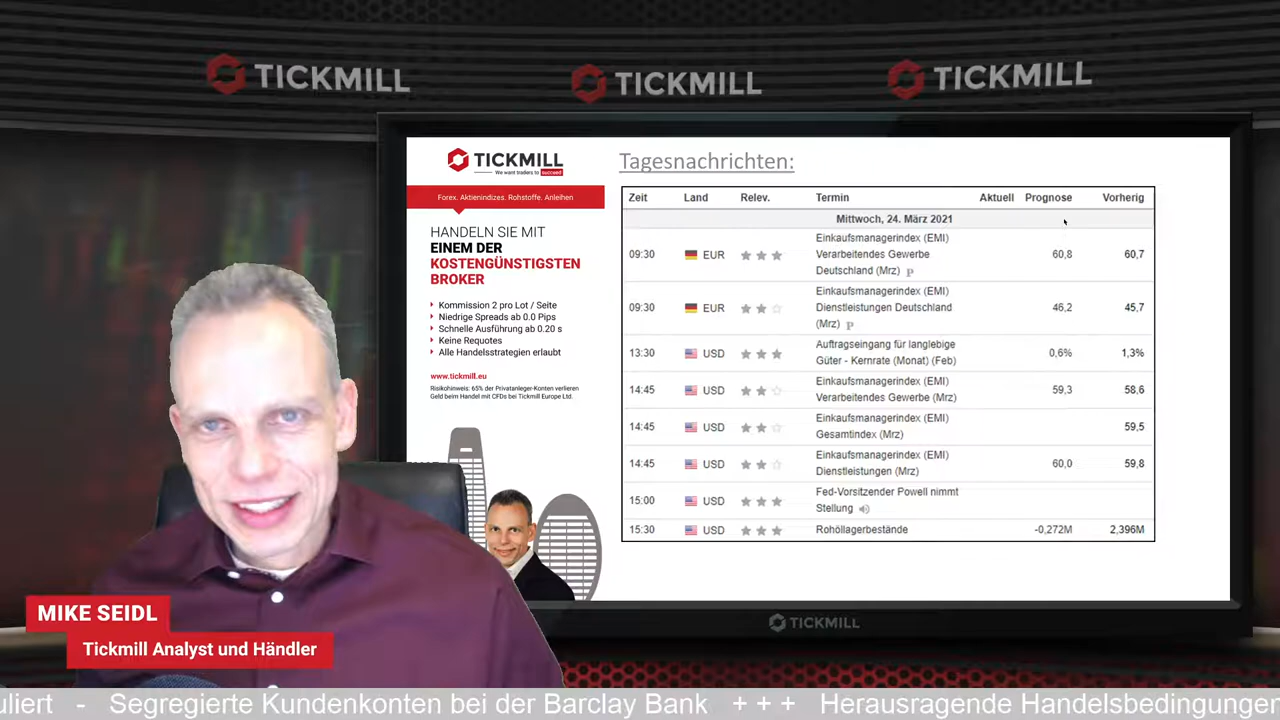 TICKMILL
TICKMILL
TICKMILL
TICKMILL
We want traders to succeed
Forex. Aktienindizes. Rohstoffe. Anleihen
HANDELN SIE MIT
EINEM DER
KOSTENGÜNSTIGSTEN
BROKER
Kommission 2 pro Lot / Seite
Niedrige Spreads ab 0.0 Pips
Schnelle Ausführung ab 0.20 s
Keine Requotes
Alle Handelsstrategien erlaubt
www.tickmill.eu
Risikohinweis: 65% der Privatanleger-Konten verlieren
Geld beim Handel mit CFDs bei Tickmill Europe Ltd.
Tagesnachrichten:
Zeit Land Relev. Termin Aktuell Prognose Vorherig
Mittwoch, 24. März 2021
Einkaufsmanagerindex (EMI)
09:30 EUR Verarbeitendes Gewerbe 60,8 60,7
Deutschland (Mrz) P
Einkaufsmanagerindex (EMI)
09:30 EUR Dienstleistungen Deutschland 46,2 45,7
(Mrz) P
Auftragseingang für langlebige
13:30 USD 0,6% 1,3%
Güter - Kernrate (Monat) (Feb)
Einkaufsmanagerindex (EMI)
14:45 USD 59,3 58,6
Verarbeitendes Gewerbe (Mrz)
Einkaufsmanagerindex (EMI)
14:45 USD 59,5
Gesamtindex (Mrz)
Einkaufsmanagerindex (EMI)
14:45 USD 60,0 59,8
Dienstleistungen (Mrz)
Fed-Vorsitzender Powell nimmt
15:00 USD
Stellung
15:30 USD Rohöllagerbestände -0,272M 2,396M
TICKMILL
MIKE SEIDL
Tickmill Analyst und Händler
uliert - Segregierte Kundenkonten bei der Barclay Bank +++ Herausragende Handelsbedingungen